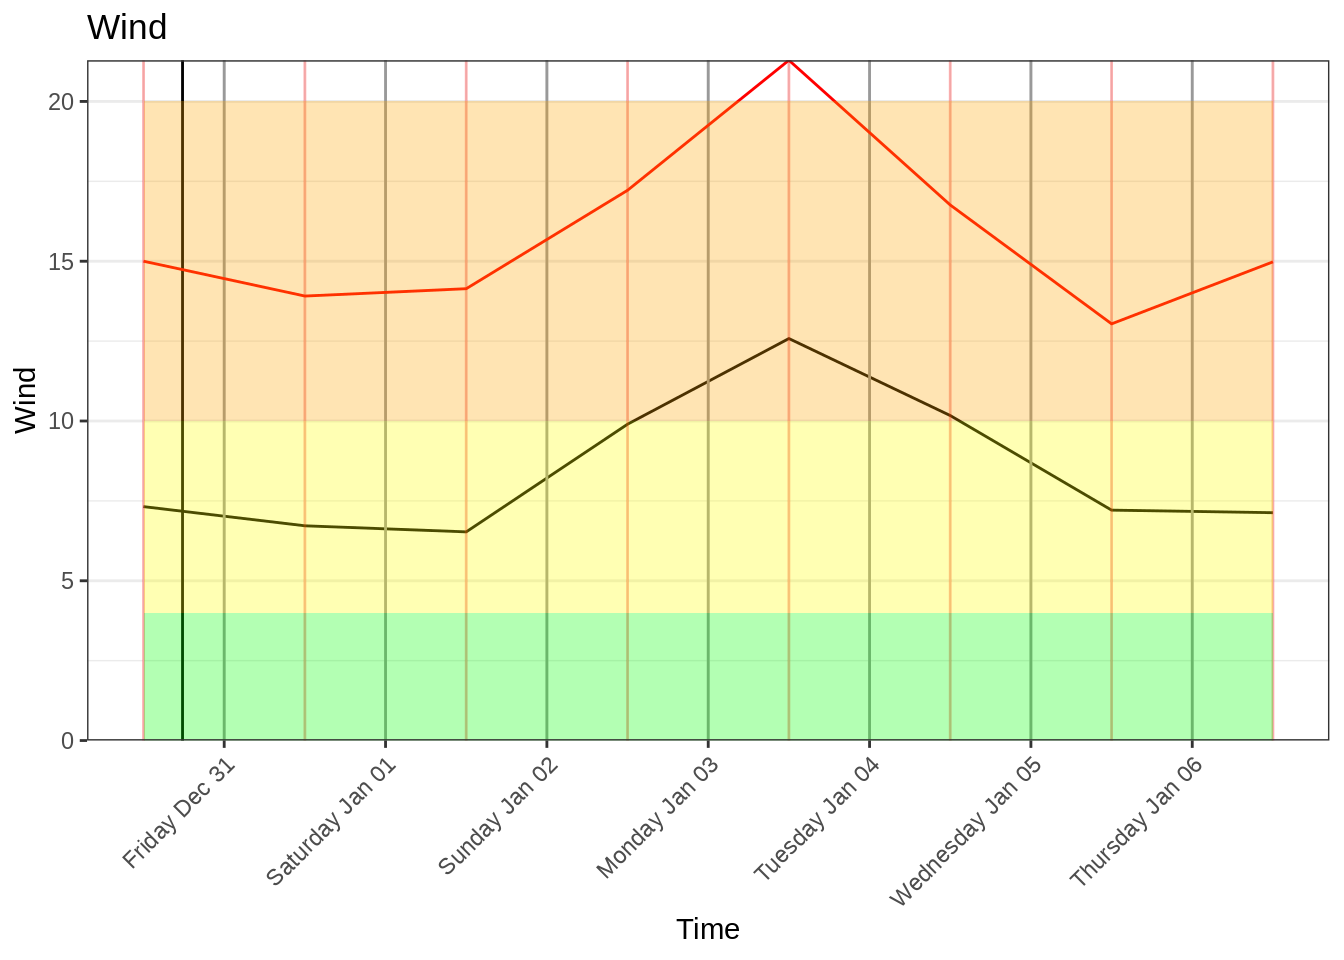 Wind
Wind
20
15
10
5
0
Friday Dec 31
Saturday Jan 01
Sunday Jan 02
Monday Jan 03
Tuesday Jan 04
Wednesday Jan 05
Thursday Jan 06
Time